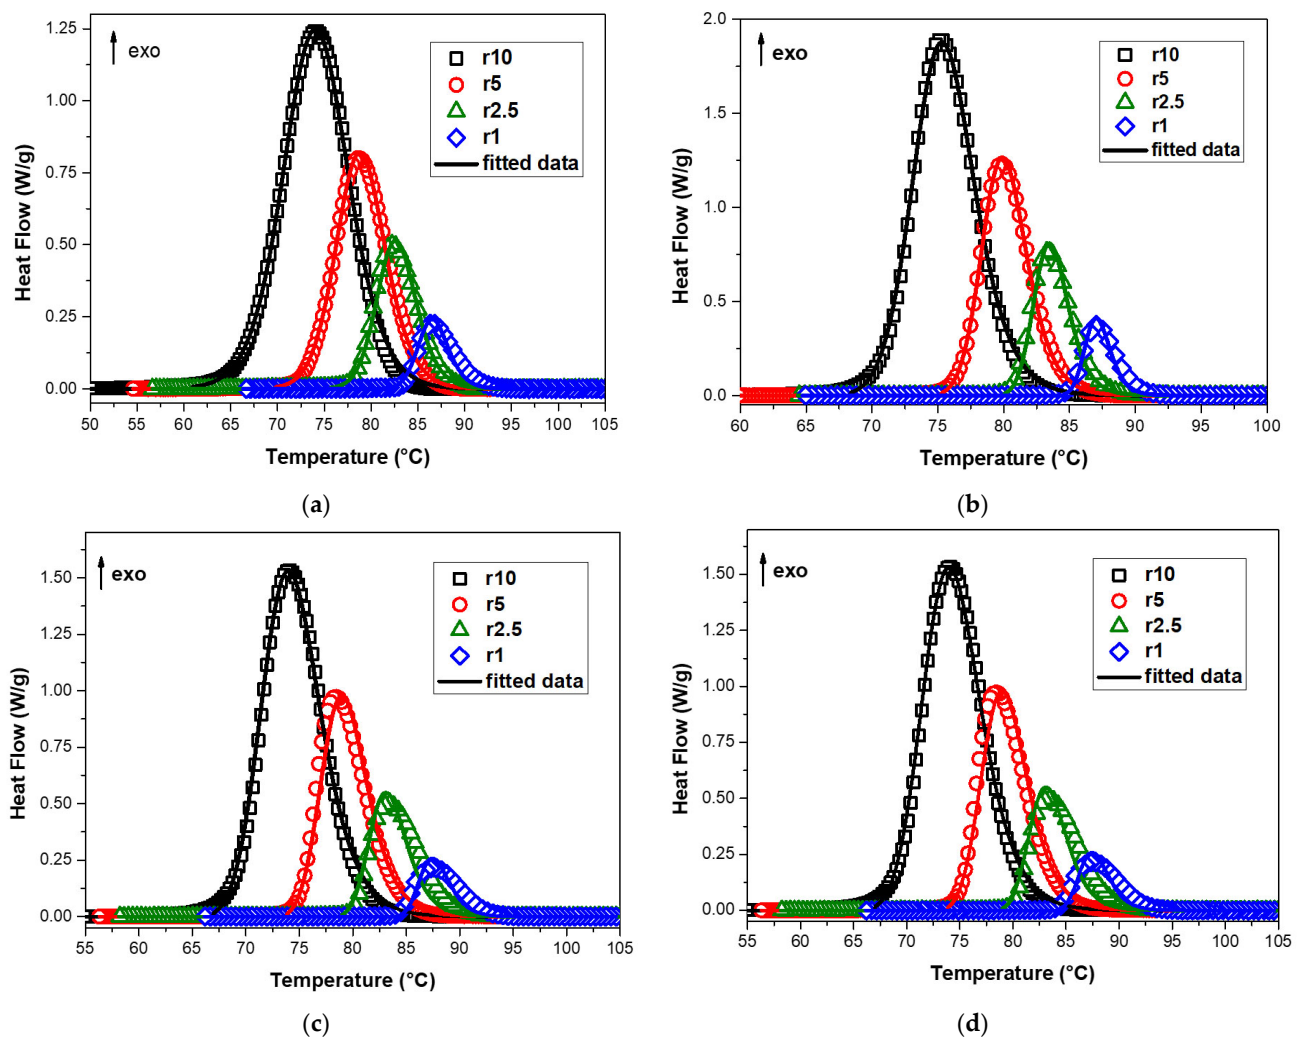 exo
r10
r5
r2.5
r1
fitted data
1.25
1.00
0.75
0.50
0.25
0.00
Heat Flow (W/g)
50 55 60 65 70 75 80 85 90 95 100 105
Temperature (°C)
(a)
exo
r10
r5
r2.5
r1
fitted data
2.0
1.5
1.0
0.5
0.0
Heat Flow (W/g)
60 65 70 75 80 85 90 95 100
Temperature (°C)
(b)
exo
r10
r5
r2.5
r1
fitted data
1.50
1.25
1.00
0.75
0.50
0.25
0.00
Heat Flow (W/g)
55 60 65 70 75 80 85 90 95 100 105
Temperature (°C)
(c)
exo
r10
r5
r2.5
r1
fitted data
1.50
1.25
1.00
0.75
0.50
0.25
0.00
Heat Flow (W/g)
55 60 65 70 75 80 85 90 95 100 105
Temperature (°C)
(d)